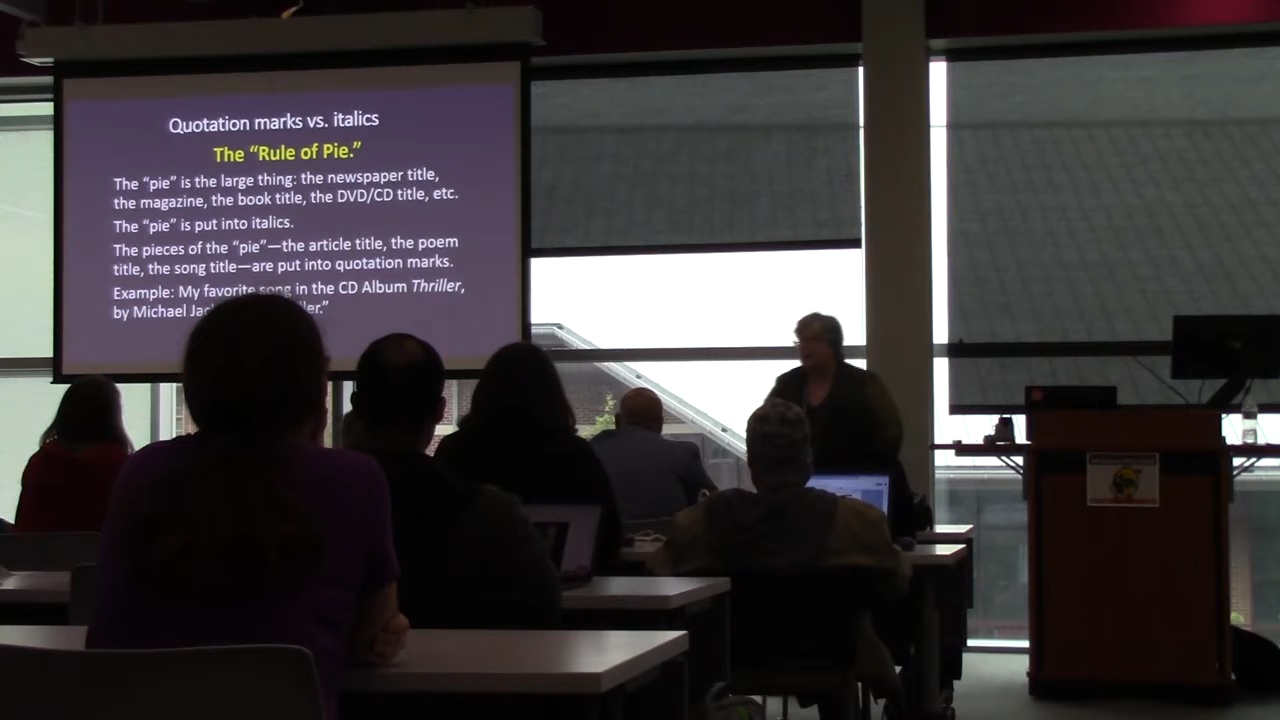 Quotation marks vs. italics
The “Rule of Pie.”
The “pie” is the large thing: the newspaper title,
the magazine, the book title, the DVD/CD title, etc.
The “pie” is put into italics.
The pieces of the “pie”—the article title, the poem
title, the song title—are put into quotation marks.
Example: My favorite song in the CD Album Thriller,
by Michael